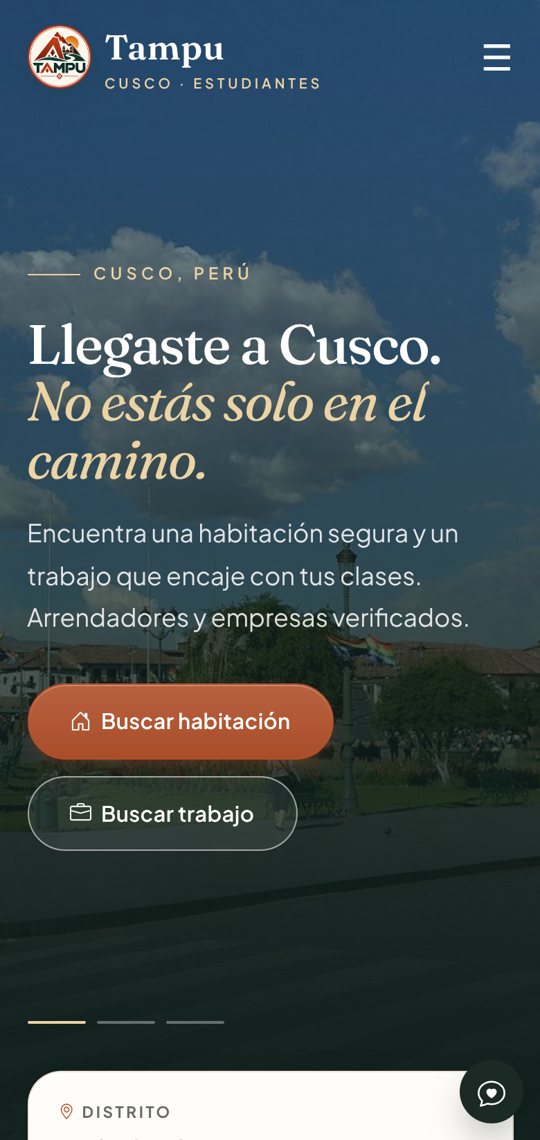 TAMPU
Tampu
CUSCO · ESTUDIANTES
CUSCO, PERÚ
Llegaste a Cusco.
No estás solo en el
camino.
Encuentra una habitación segura y un
trabajo que encaje con tus clases.
Arrendadores y empresas verificados.
Buscar habitación
Buscar trabajo
DISTRITO